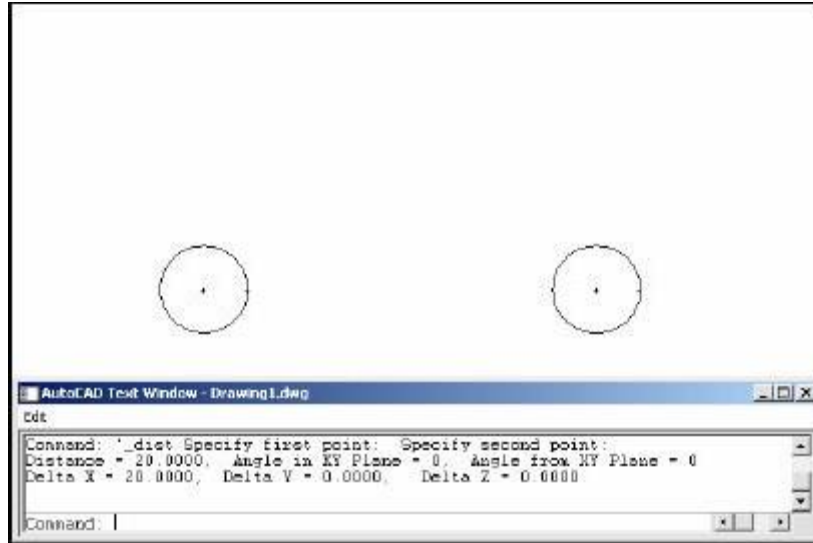 AutoCAD Text Window - Drawing1.dwg
Edit
Command: '_dist Specify first point: Specify second point:
Distance = 20.0000, Angle in XY Plane = 0, Angle from XY Plane = 0
Delta X = 20.0000, Delta Y = 0.0000, Delta Z = 0.0000
Command: